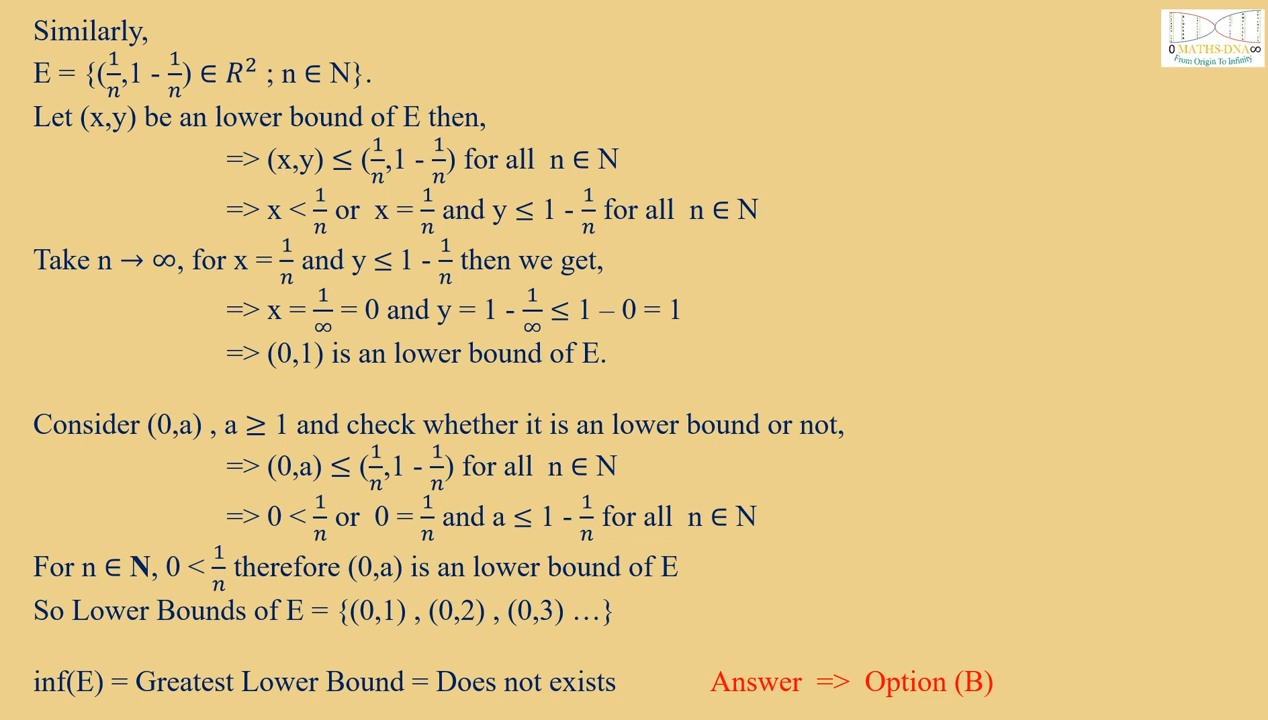 Similarly,
0 MATHS-DNA∞
From Origin To Infinity
E = {(1/n,1 - 1/n) ∈ R² ; n ∈ N}.
Let (x,y) be an lower bound of E then,
=> (x,y) ≤ (1/n,1 - 1/n) for all n ∈ N
=> x < 1/n or x = 1/n and y ≤ 1 - 1/n for all n ∈ N
Take n → ∞, for x = 1/n and y ≤ 1 - 1/n then we get,
=> x = 1/∞ = 0 and y = 1 - 1/∞ ≤ 1 – 0 = 1
=> (0,1) is an lower bound of E.
Consider (0,a) , a ≥ 1 and check whether it is an lower bound or not,
=> (0,a) ≤ (1/n,1 - 1/n) for all n ∈ N
=> 0 < 1/n or 0 = 1/n and a ≤ 1 - 1/n for all n ∈ N
For n ∈ N, 0 < 1/n therefore (0,a) is an lower bound of E
So Lower Bounds of E = {(0,1) , (0,2) , (0,3) …}
inf(E) = Greatest Lower Bound = Does not exists Answer => Option (B)